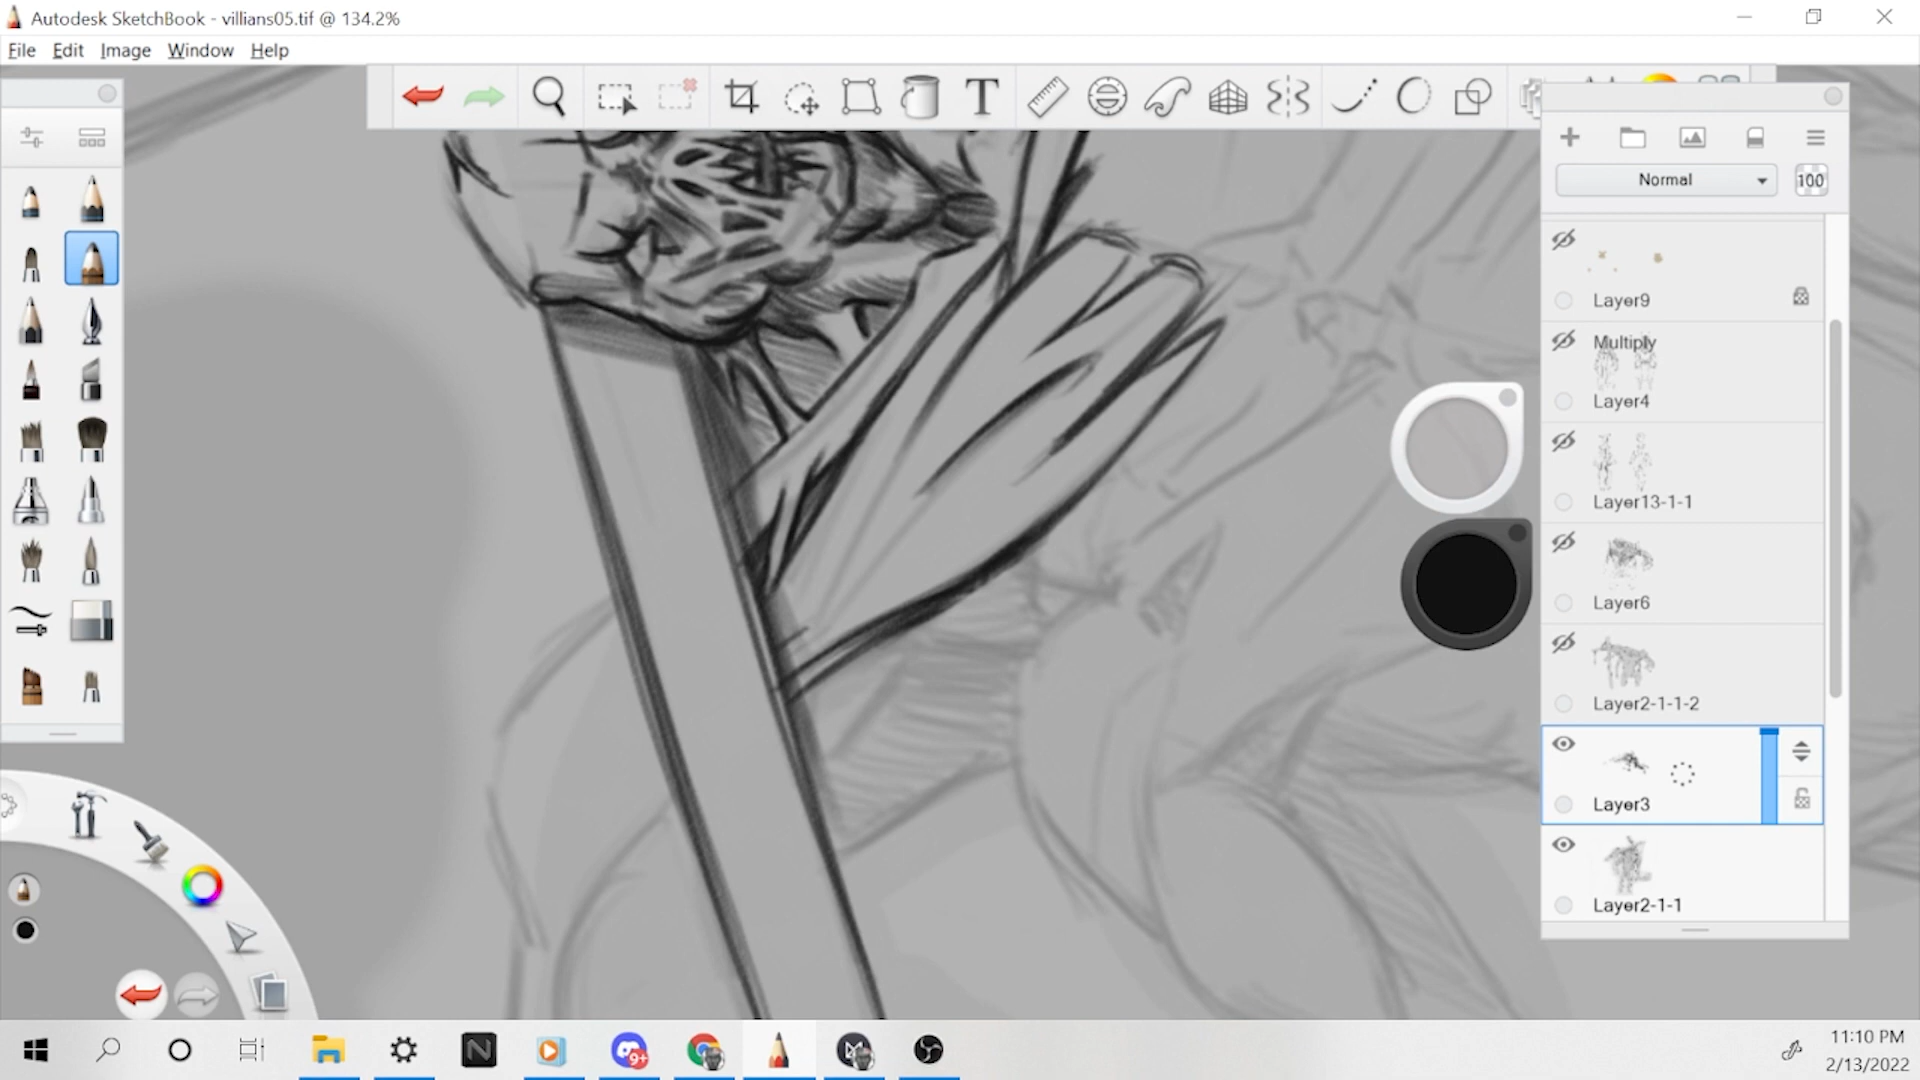 Autodesk SketchBook - villians05.tif @ 134.2%
File Edit Image Window Help
T
Normal 100
Layer9
Multiply
Layer4
Layer13-1-1
Layer6
Layer2-1-1-2
Layer3
Layer2-1-1
N
9+
11:10 PM
2/13/2022